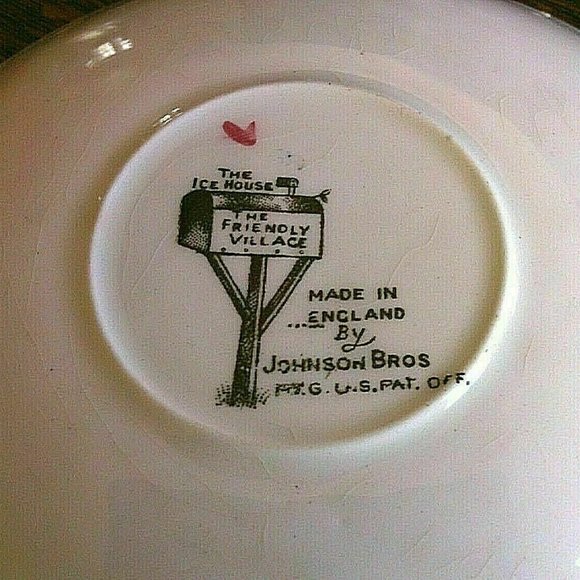 THE
ICE HOUSE
THE
FRIENDLY
VILLAGE
MADE IN
...ENGLAND
By
JOHNSON BROS
U.S.PAT. OFF.